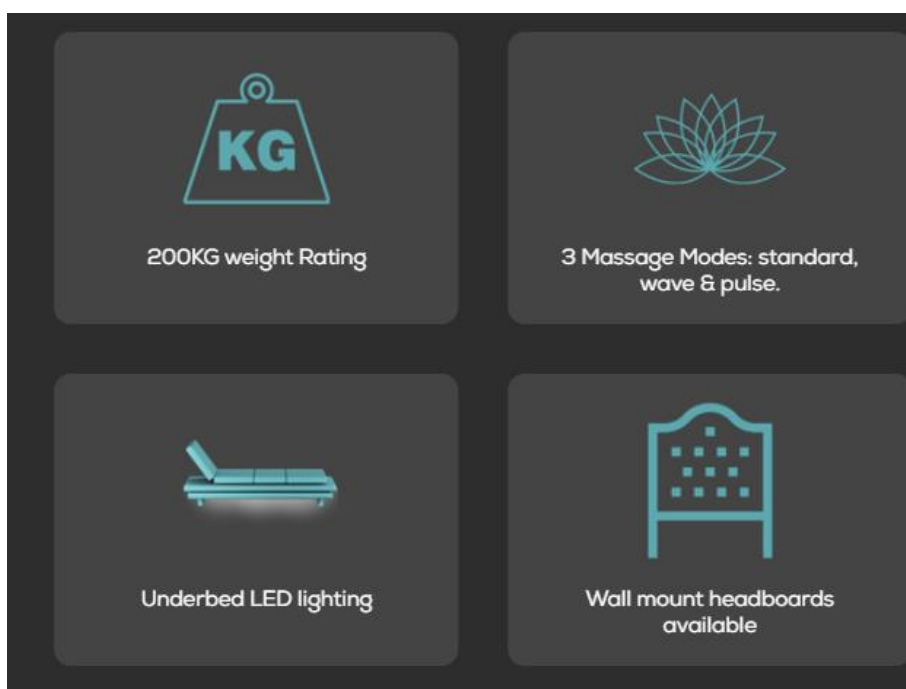 KG
200KG weight Rating
3 Massage Modes: standard,
wave & pulse.
Underbed LED lighting
Wall mount headboards
available